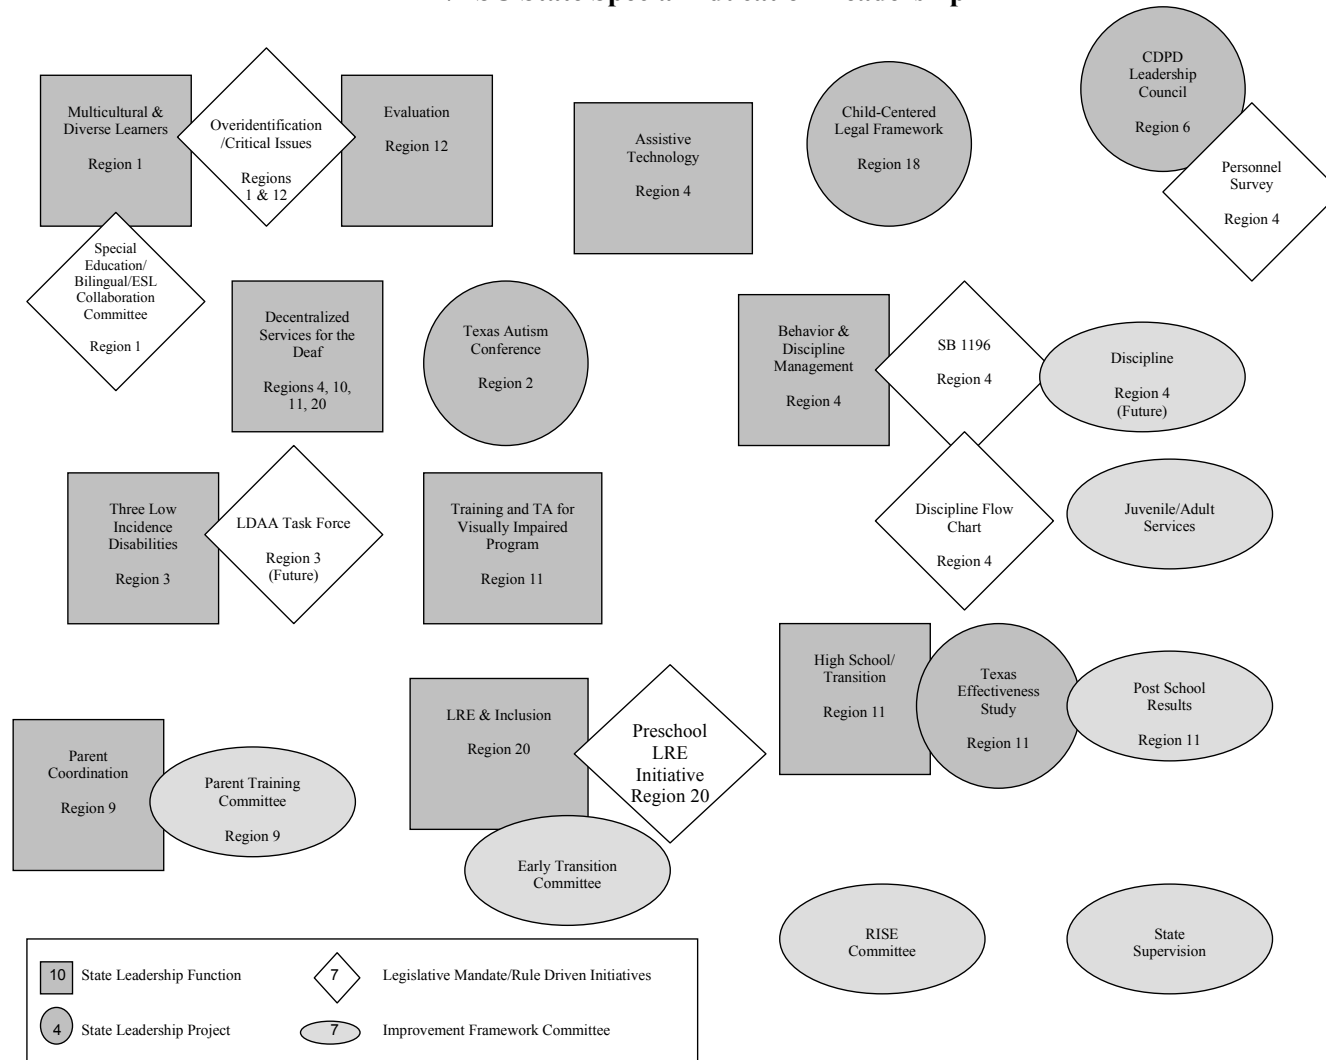 Multicultural &
Diverse Learners
Region 1
Overidentification
/Critical Issues
Regions
1 & 12
Evaluation
Region 12
Assistive
Technology
Region 4
Child-Centered
Legal Framework
Region 18
CDPD
Leadership
Council
Region 6
Personnel
Survey
Region 4
Special
Education/
Bilingual/ESL
Collaboration
Committee
Region 1
Decentralized
Services for the
Deaf
Regions 4, 10,
11, 20
Texas Autism
Conference
Region 2
Behavior &
Discipline
Management
Region 4
SB 1196
Region 4
Discipline
Region 4
(Future)
Three Low
Incidence
Disabilities
Region 3
LDAA Task Force
Region 3
(Future)
Training and TA for
Visually Impaired
Program
Region 11
Discipline Flow
Chart
Region 4
Juvenile/Adult
Services
High School/
Transition
Region 11
Texas
Effectiveness
Study
Region 11
Post School
Results
Region 11
Parent
Coordination
Region 9
Parent Training
Committee
Region 9
LRE & Inclusion
Region 20
Preschool
LRE
Initiative
Region 20
Early Transition
Committee
RISE
Committee
State
Supervision
10 State Leadership Function
7 Legislative Mandate/Rule Driven Initiatives
4 State Leadership Project
7 Improvement Framework Committee